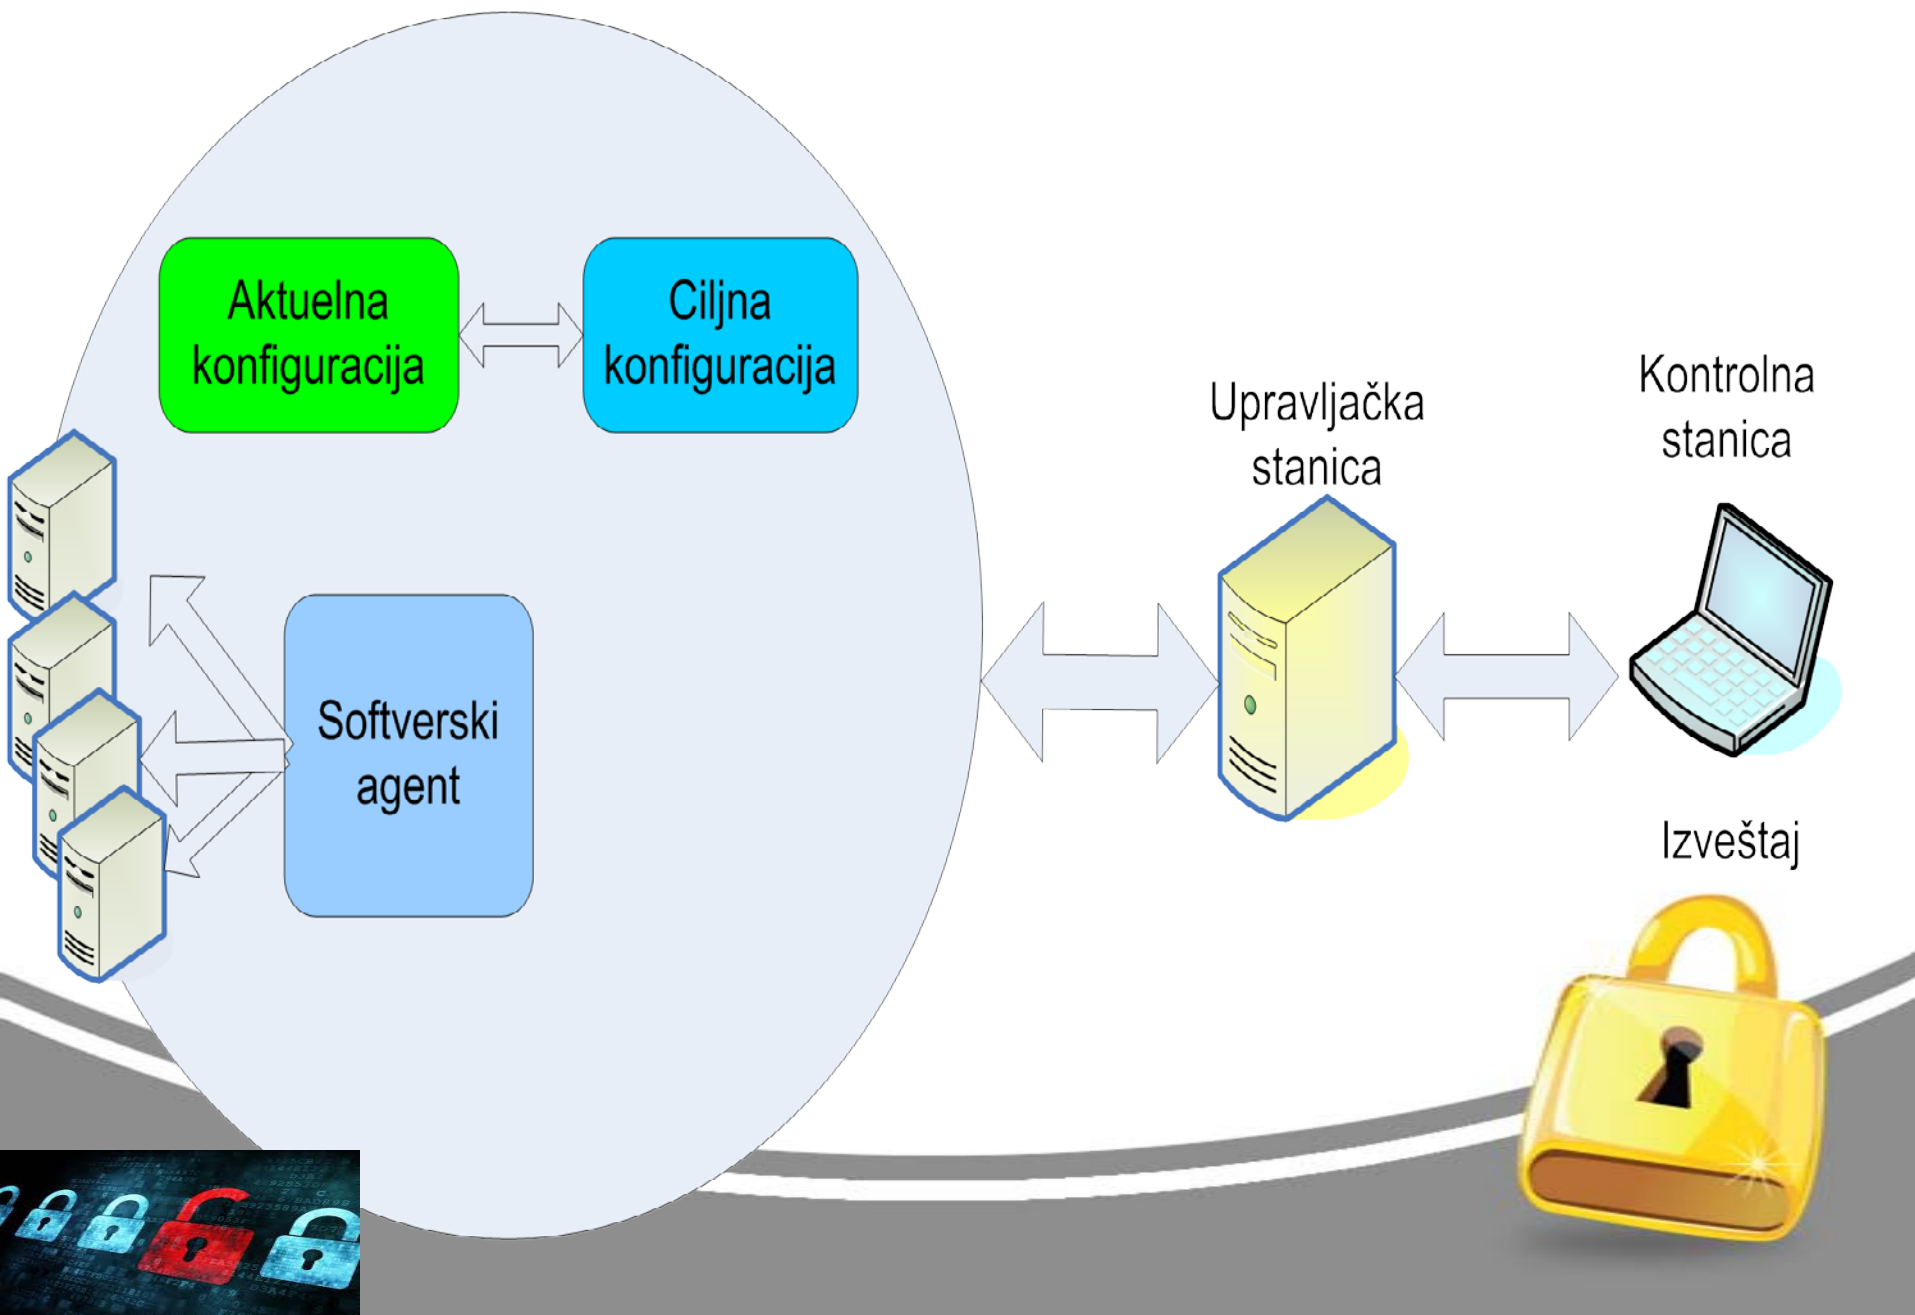 Aktuelna
konfiguracija
Ciljna
konfiguracija
Upravljačka
stanica
Kontrolna
stanica
Softverski
agent
Izveštaj